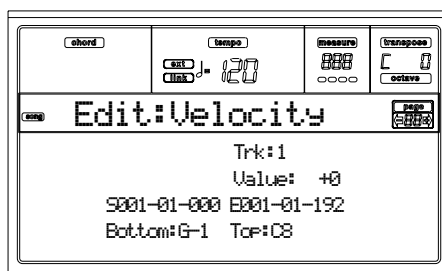 chord tempo measure transpose
ext link = 120 888 C 0
octave
song Edit:Velocity page 88
Trk:1
Value: +0
S001-01-000 E001-01-192
Bottom:G-1 Top:C8